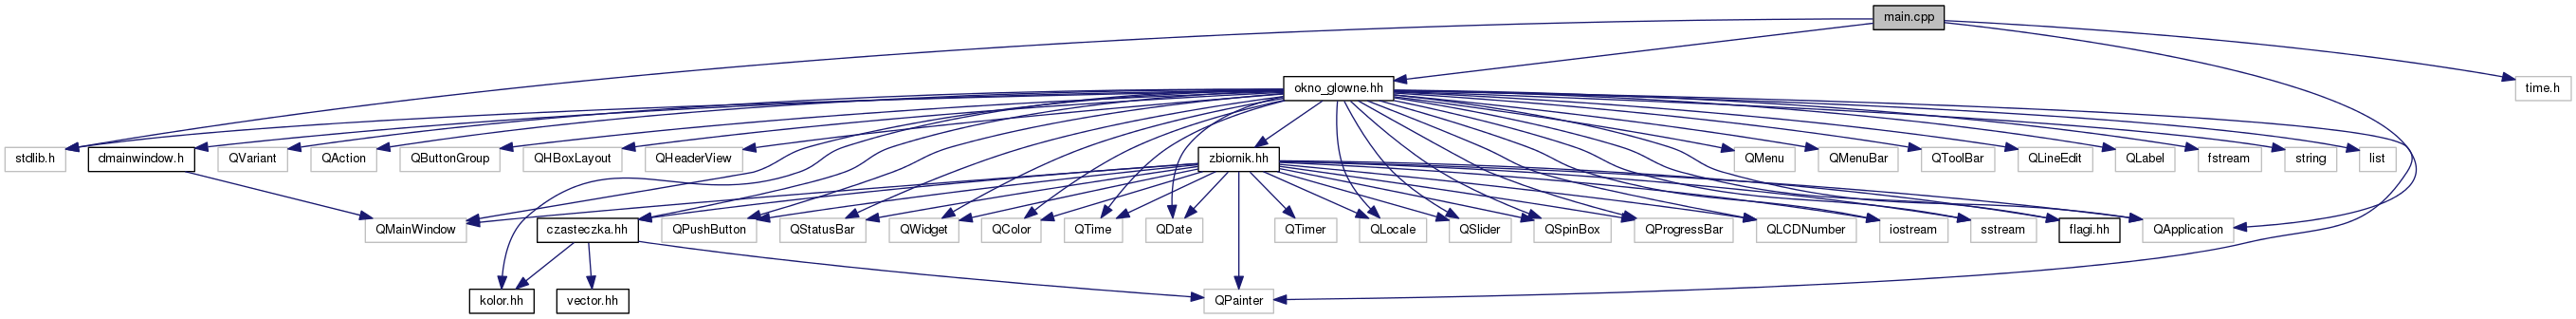 main.cpp
okno_glowne.hh
time.h
stdlib.h
dmainwindow.h
QVariant
QAction
QButtonGroup
QHBoxLayout
QHeaderView
zbiornik.hh
QMenu
QMenuBar
QToolBar
QLineEdit
QLabel
fstream
string
list
QMainWindow
czasteczka.hh
QPushButton
QStatusBar
QWidget
QColor
QTime
QDate
QTimer
QLocale
QSlider
QSpinBox
QProgressBar
QLCDNumber
iostream
sstream
flagi.hh
QApplication
kolor.hh
vector.hh
QPainter